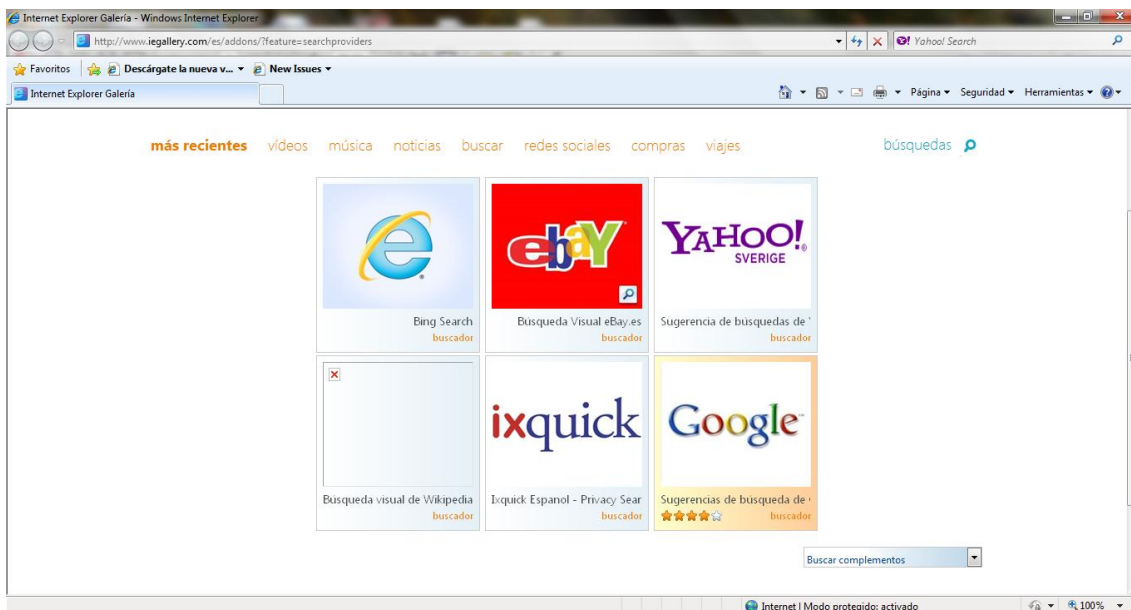 Internet Explorer Galería - Windows Internet Explorer
http://www.iegallery.com/es/addons/?feature=searchproviders
Yahoo! Search
Favoritos
Descárgate la nueva v...
New Issues
Internet Explorer Galería
Página Seguridad Herramientas
más recientes vídeos música noticias buscar redes sociales compras viajes
búsquedas
ebaY
YAHOO!
SVERIGE
Bing Search
buscador
Búsqueda Visual eBay.es
buscador
Sugerencia de búsquedas de
buscador
ixquick
Google
Búsqueda visual de Wikipedia
buscador
Ixquick Espanol - Privacy Sear
buscador
Sugerencias de búsqueda de
buscador
Buscar complementos
Internet | Modo protegido: activado
100%